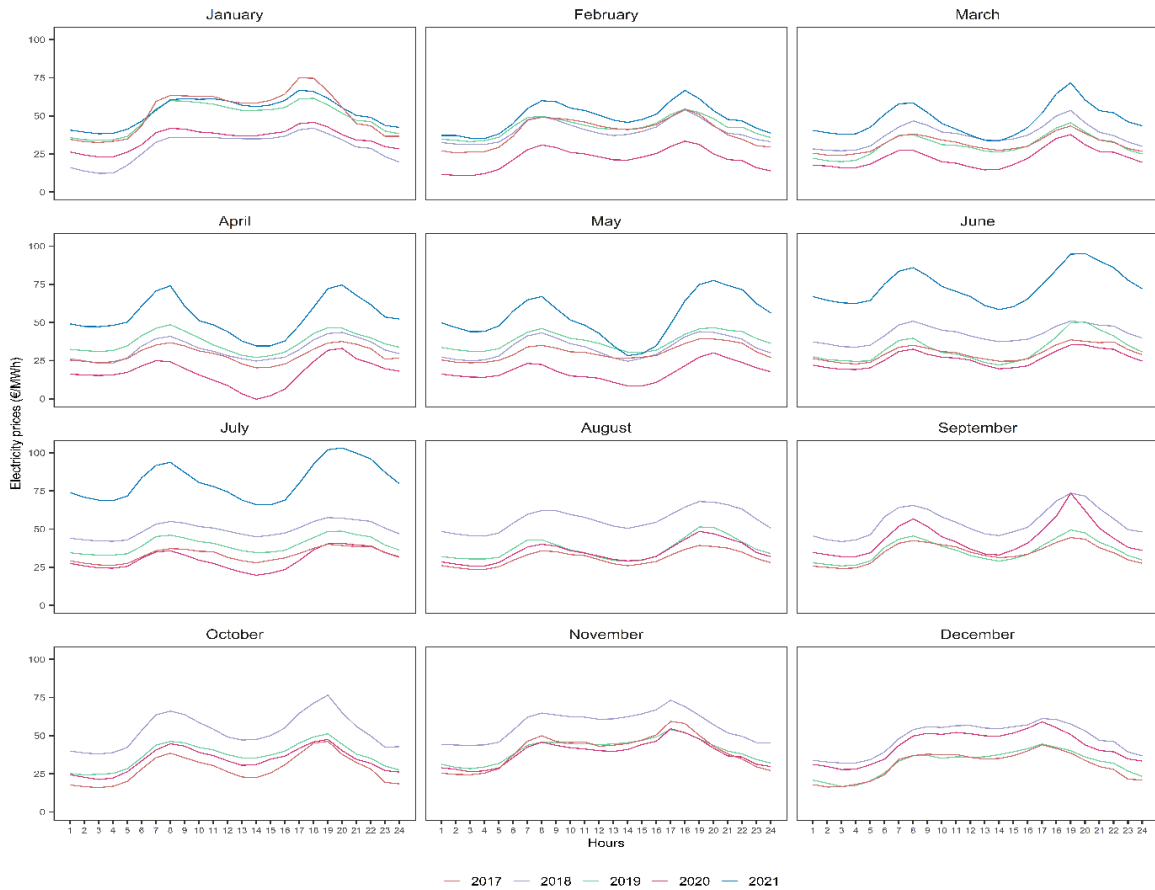 January February March
100
75
50
25
0
April May June
100
75
50
25
0
Electricity prices (€/MWh)
July August September
100
75
50
25
0
October November December
100
75
50
25
0
1 2 3 4 5 6 7 8 9 10 11 12 13 14 15 16 17 18 19 20 21 22 23 24 1 2 3 4 5 6 7 8 9 10 11 12 13 14 15 16 17 18 19 20 21 22 23 24 1 2 3 4 5 6 7 8 9 10 11 12 13 14 15 16 17 18 19 20 21 22 23 24
Hours
2017 2018 2019 2020 2021